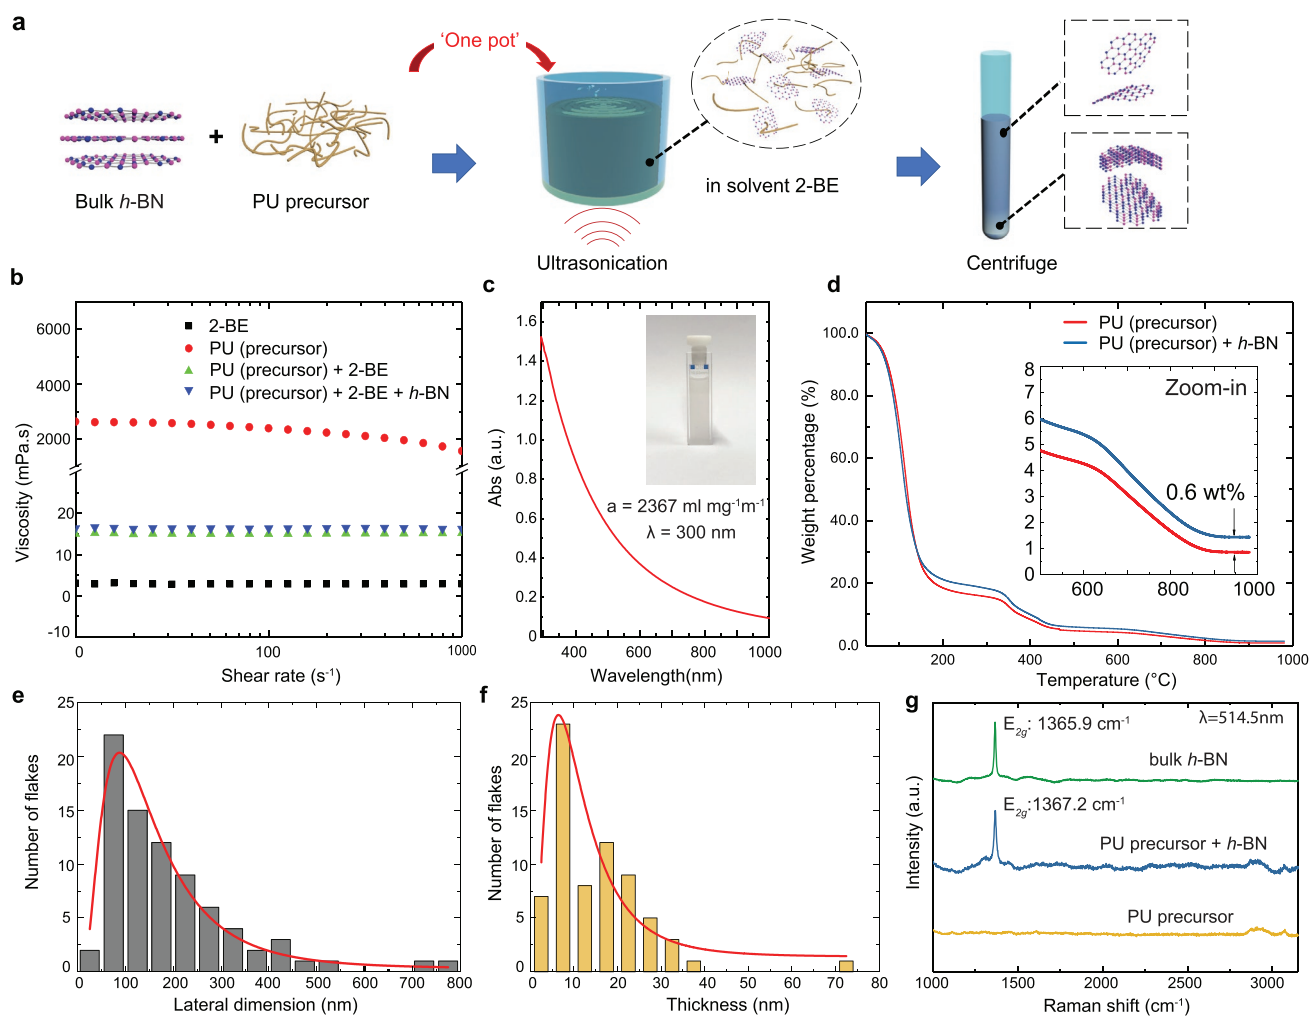 a
'One pot'
+
Bulk h-BN
PU precursor
in solvent 2-BE
Ultrasonication
Centrifuge
b
6000
4000
2000
20
10
0
-10
Viscosity (mPa.s)
2-BE
PU (precursor)
PU (precursor) + 2-BE
PU (precursor) + 2-BE + h-BN
0
100
1000
Shear rate (s-1)
c
1.6
1.4
1.2
1.0
0.8
0.6
0.4
0.2
0
Abs (a.u.)
a = 2367 ml mg-1m-1
λ = 300 nm
400
600
800
1000
Wavelength(nm)
d
100.0
80.0
60.0
40.0
20.0
0.0
Weight percentage (%)
PU (precursor)
PU (precursor) + h-BN
8
7
6
5
4
3
2
1
0
Zoom-in
0.6 wt%
600
800
1000
200
400
600
800
1000
Temperature (°C)
e
25
20
15
10
5
0
Number of flakes
0
100
200
300
400
500
600
700
800
Lateral dimension (nm)
f
25
20
15
10
5
0
Number of flakes
0
10
20
30
40
50
60
70
80
Thickness (nm)
g
Intensity (a.u.)
E2g: 1365.9 cm-1
λ=514.5nm
bulk h-BN
E2g:1367.2 cm-1
PU precursor + h-BN
PU precursor
1000
1500
2000
2500
3000
Raman shift (cm-1)